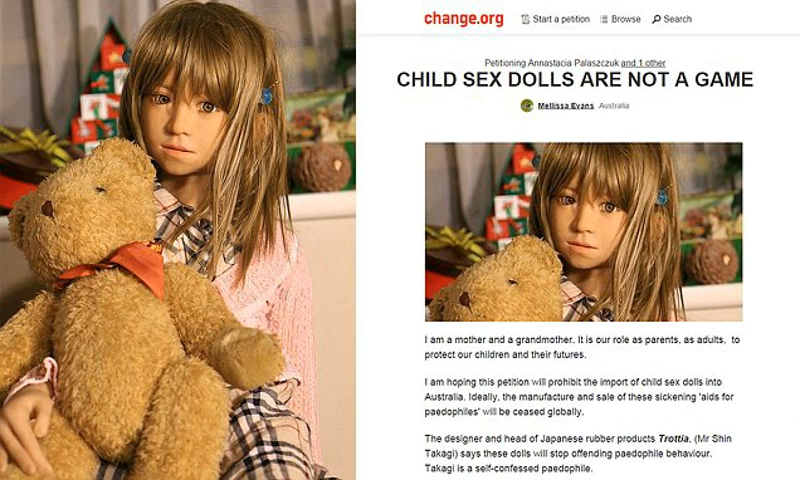 change.org
Start a petition
Browse
Search
Petitioning Annastacia Palaszczuk and 1 other
CHILD SEX DOLLS ARE NOT A GAME
Mellissa Evans Australia
I am a mother and a grandmother. It is our role as parents, as adults, to
protect our children and their futures.
I am hoping this petition will prohibit the import of child sex dolls into
Australia. Ideally, the manufacture and sale of these sickening 'aids for
paedophiles' will be ceased globally.
The designer and head of Japanese rubber products Trottla, (Mr Shin
Takagi) says these dolls will stop offending paedophile behaviour.
Takagi is a self-confessed paedophile.